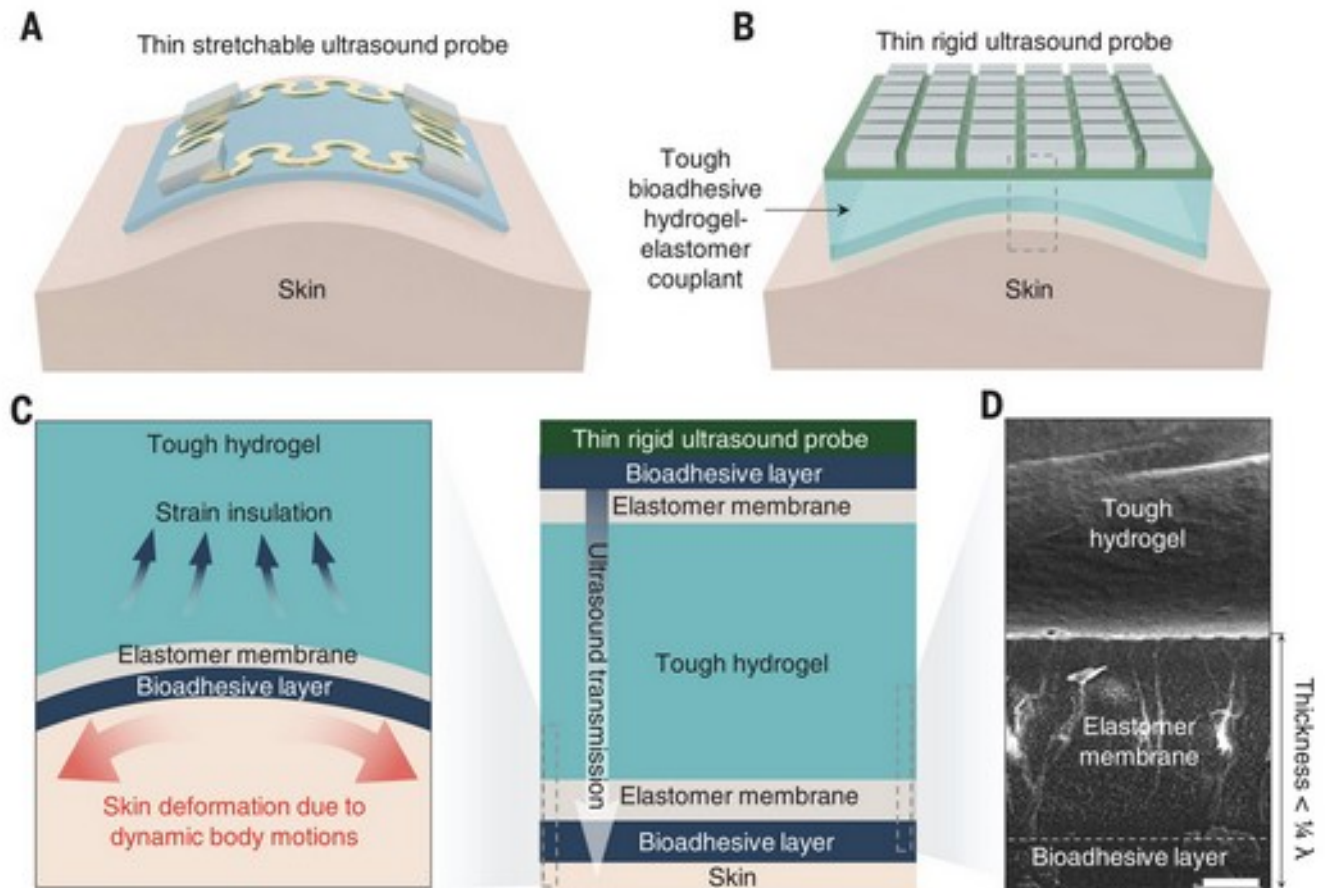 A
Thin stretchable ultrasound probe
Skin
B
Thin rigid ultrasound probe
Tough
bioadhesive
hydrogel-
elastomer
couplant
Skin
C
Tough hydrogel
Strain insulation
Elastomer membrane
Bioadhesive layer
Skin deformation due to
dynamic body motions
Thin rigid ultrasound probe
Bioadhesive layer
Elastomer membrane
Ultrasound transmission
Tough hydrogel
Elastomer membrane
Bioadhesive layer
Skin
D
Tough
hydrogel
Elastomer
membrane
Bioadhesive layer
Thickness < ¼ λ